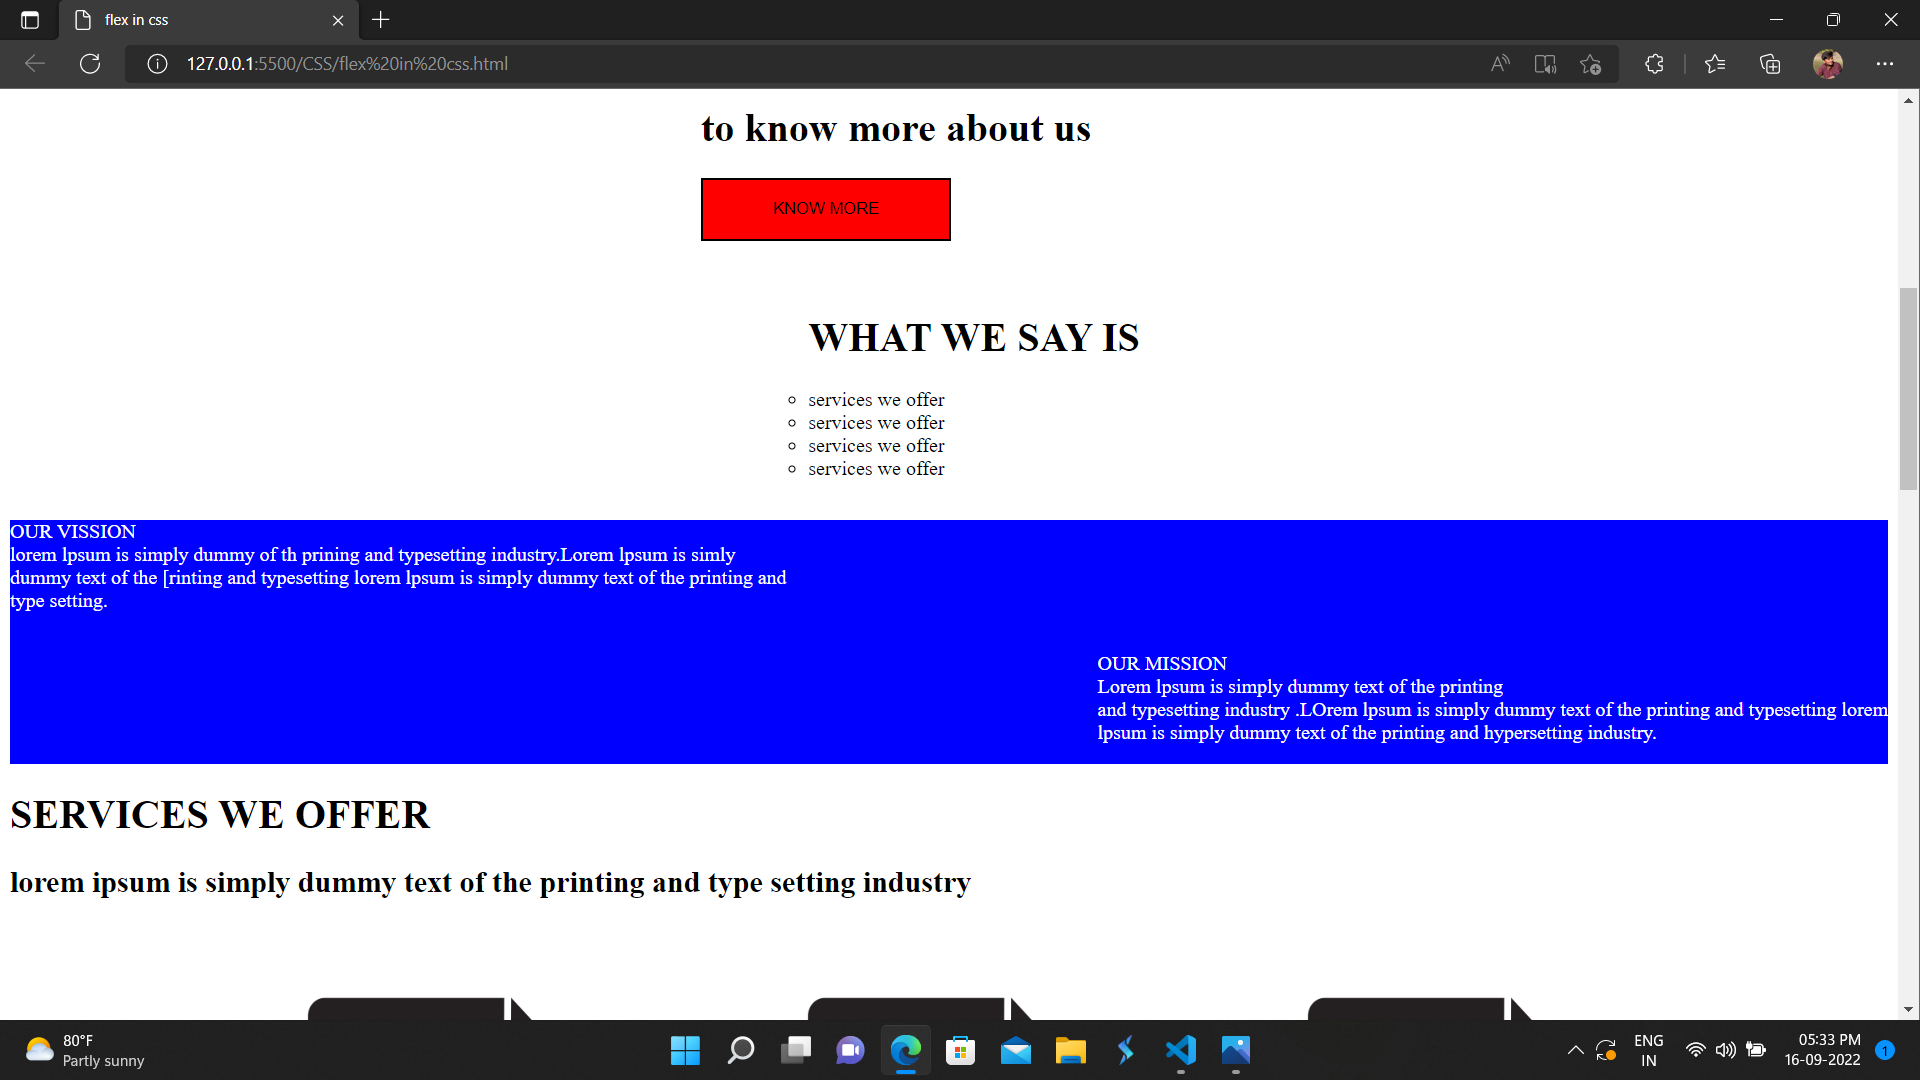 flex in css
127.0.0.1:5500/CSS/flex%20in%20css.html
to know more about us
KNOW MORE
WHAT WE SAY IS
services we offer
services we offer
services we offer
services we offer
OUR VISSION
lorem lpsum is simply dummy of th prining and typesetting industry.Lorem lpsum is simly
dummy text of the [rinting and typesetting lorem lpsum is simply dummy text of the printing and
type setting.
OUR MISSION
Lorem lpsum is simply dummy text of the printing
and typesetting industry .LOrem lpsum is simply dummy text of the printing and typesetting lorem
lpsum is simply dummy text of the printing and hypersetting industry.
SERVICES WE OFFER
lorem ipsum is simply dummy text of the printing and type setting industry
80°F
Partly sunny
ENG
IN
05:33 PM
16-09-2022
1